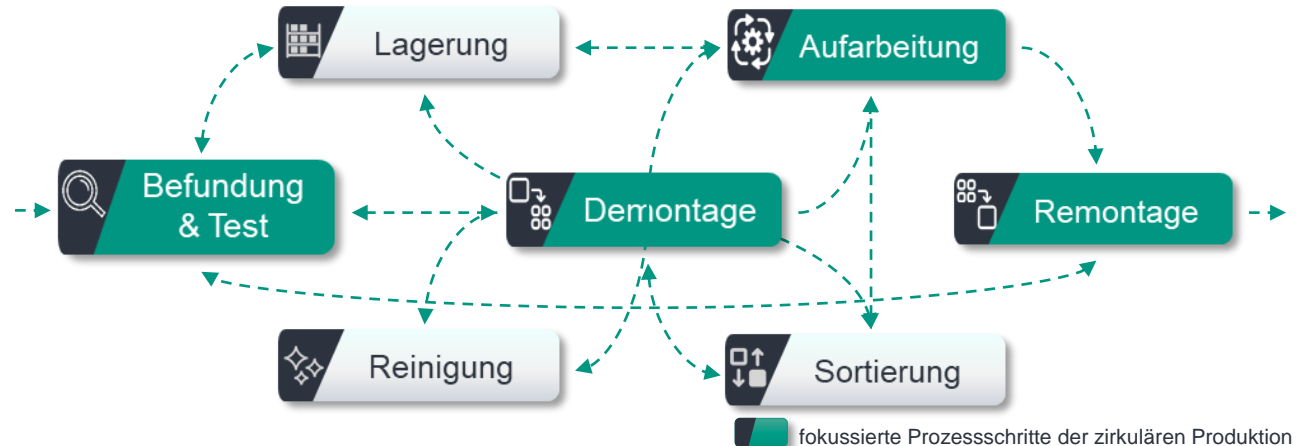 Lagerung
Aufarbeitung
Befundung
& Test
Demontage
Remontage
Reinigung
Sortierung
fokussierte Prozessschritte der zirkulären Produktion